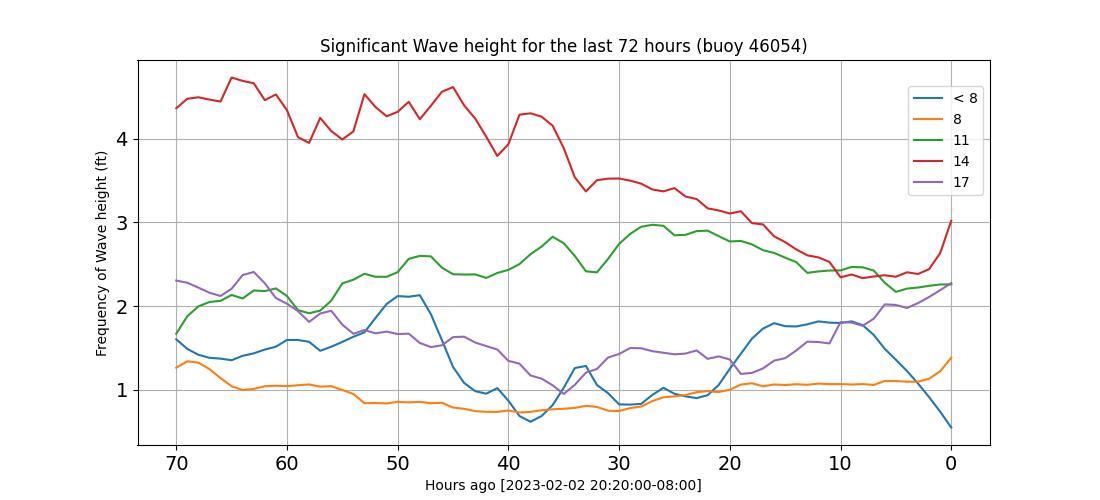 Significant Wave height for the last 72 hours (buoy 46054)
Frequency of Wave height (ft)
4
3
2
1
< 8
8
11
14
17
70 60 50 40 30 20 10 0
Hours ago [2023-02-02 20:20:00-08:00]